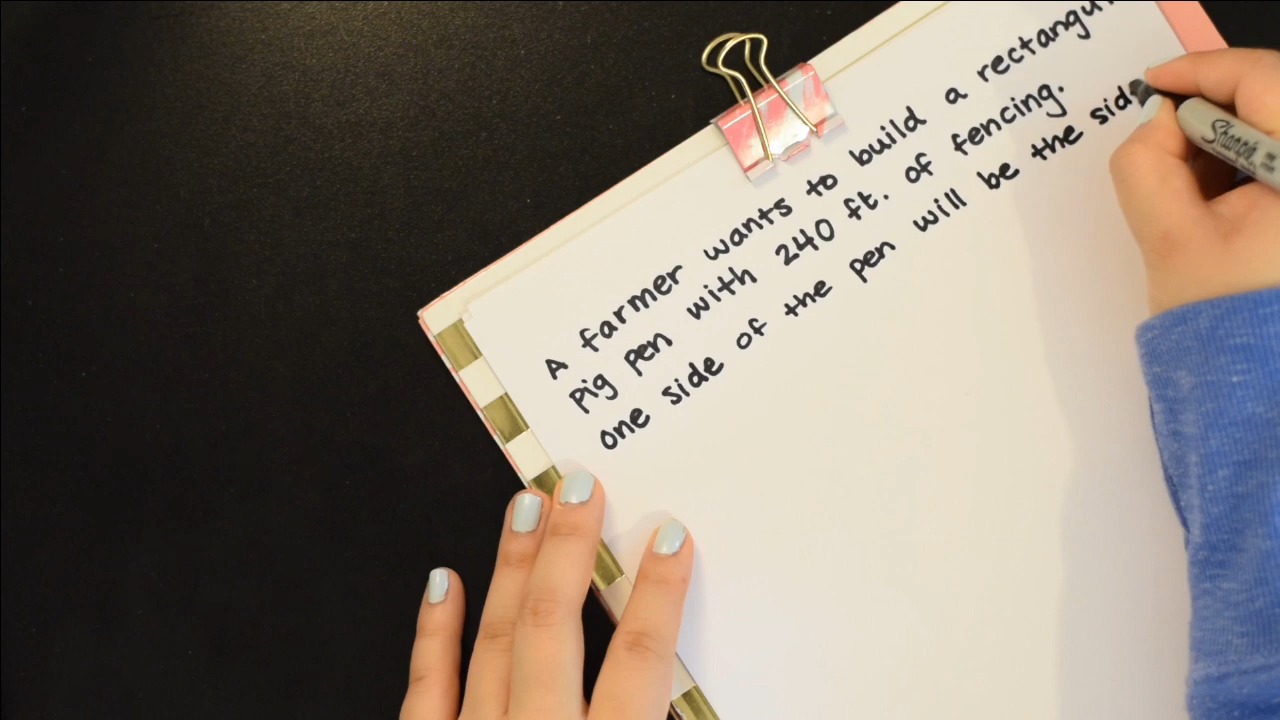 A farmer wants to build a
pig pen with 240 ft. of fencing.
one side of the pen will be the
Sharpie